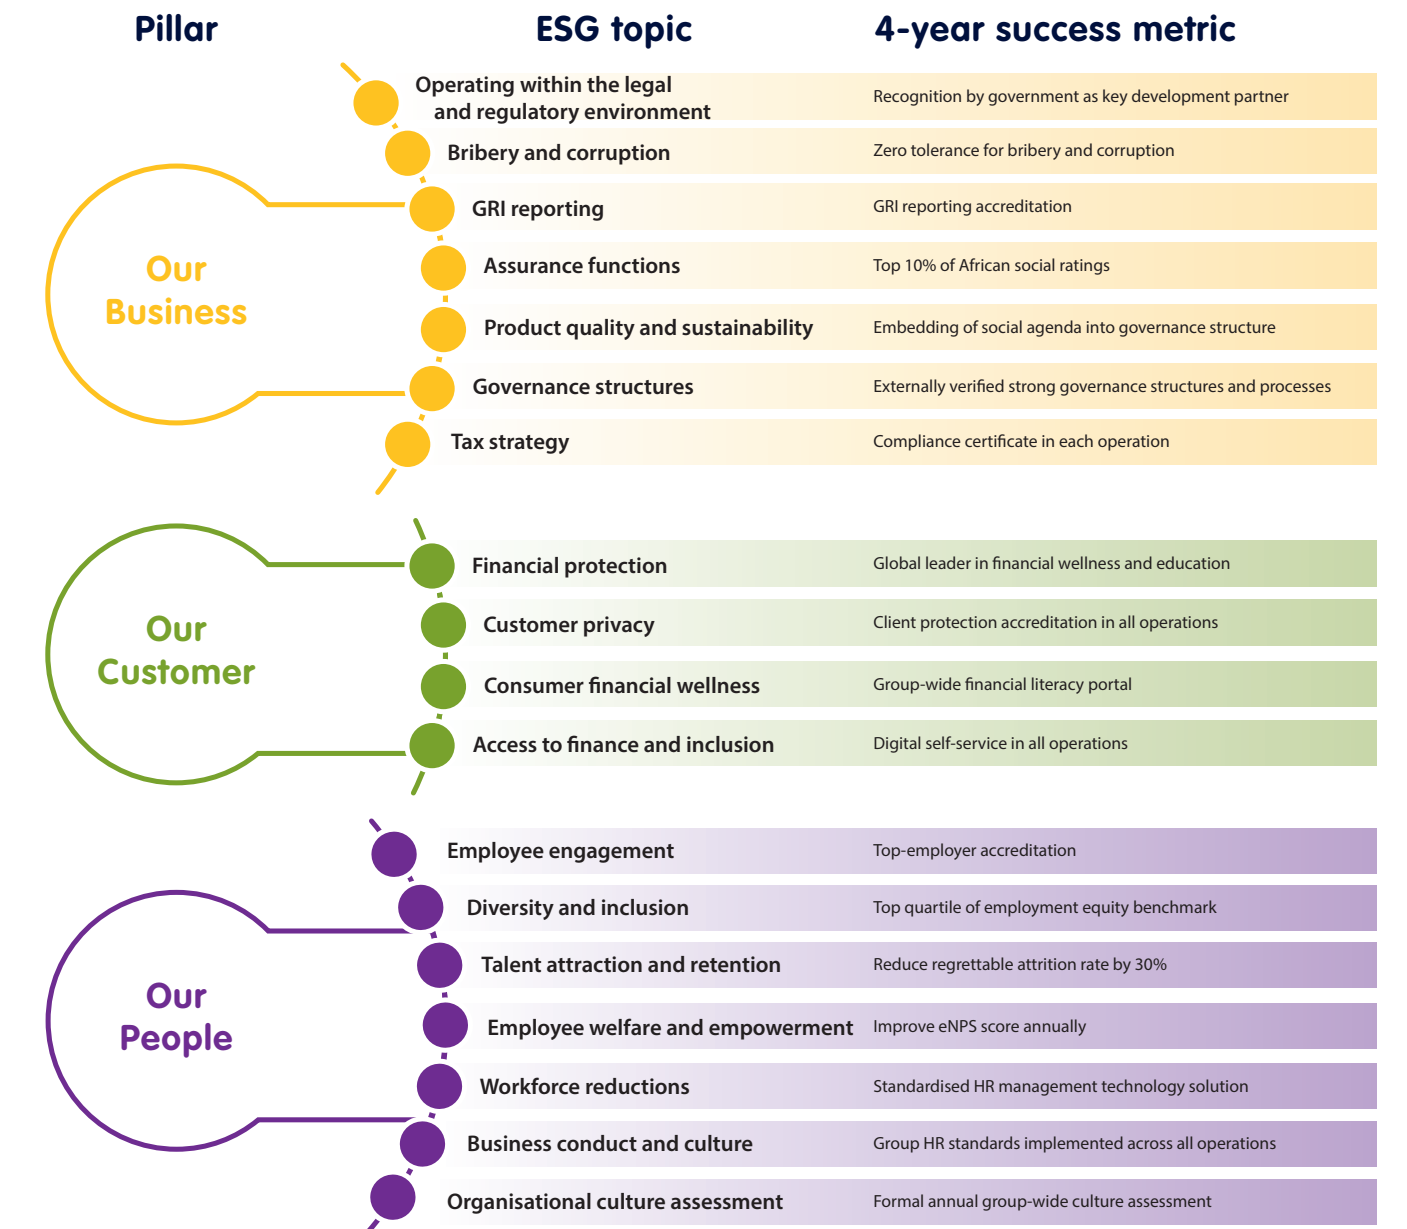 Pillar ESG topic 4-year success metric
Our
Business
Operating within the legal
and regulatory environment
Recognition by government as key development partner
Bribery and corruption Zero tolerance for bribery and corruption
GRI reporting GRI reporting accreditation
Assurance functions Top 10% of African social ratings
Product quality and sustainability Embedding of social agenda into governance structure
Governance structures Externally verified strong governance structures and processes
Tax strategy Compliance certificate in each operation
Our
Customer
Financial protection Global leader in financial wellness and education
Customer privacy Client protection accreditation in all operations
Consumer financial wellness Group-wide financial literacy portal
Access to finance and inclusion Digital self-service in all operations
Our
People
Employee engagement Top-employer accreditation
Diversity and inclusion Top quartile of employment equity benchmark
Talent attraction and retention Reduce regrettable attrition rate by 30%
Employee welfare and empowerment Improve eNPS score annually
Workforce reductions Standardised HR management technology solution
Business conduct and culture Group HR standards implemented across all operations
Organisational culture assessment Formal annual group-wide culture assessment